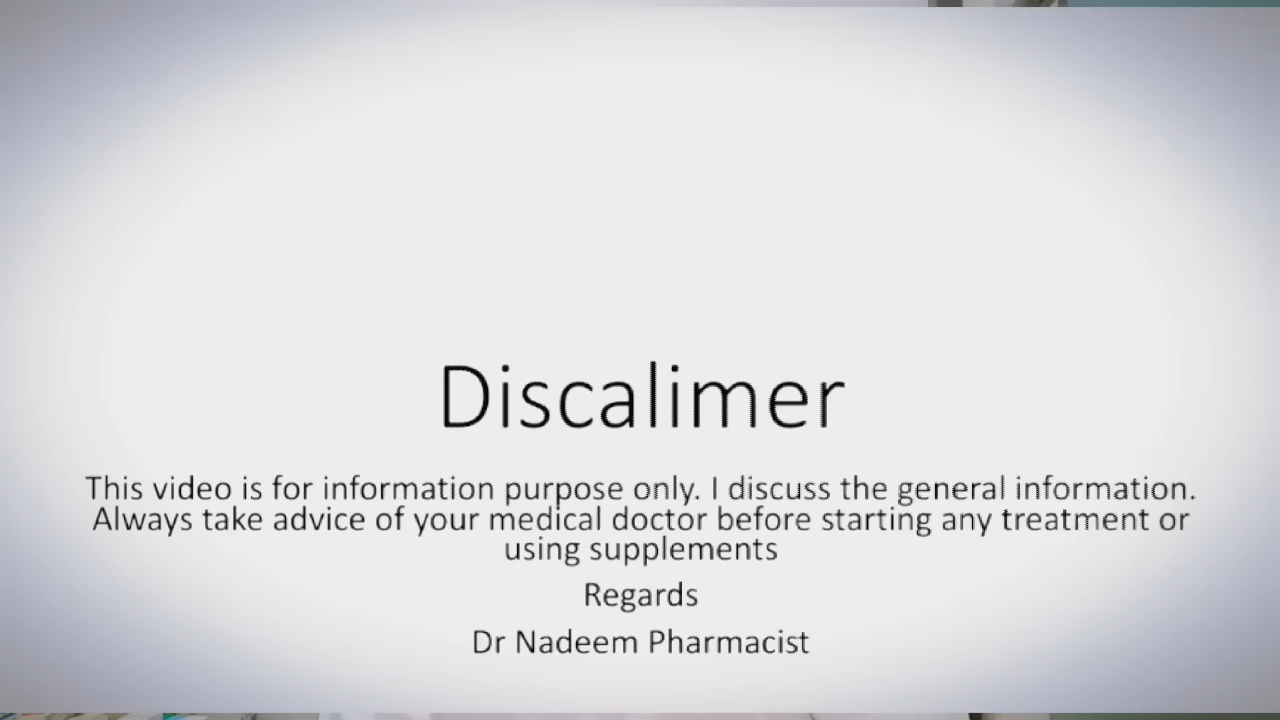 Discalimer
This video is for information purpose only. I discuss the general information.
Always take advice of your medical doctor before starting any treatment or
using supplements
Regards
Dr Nadeem Pharmacist